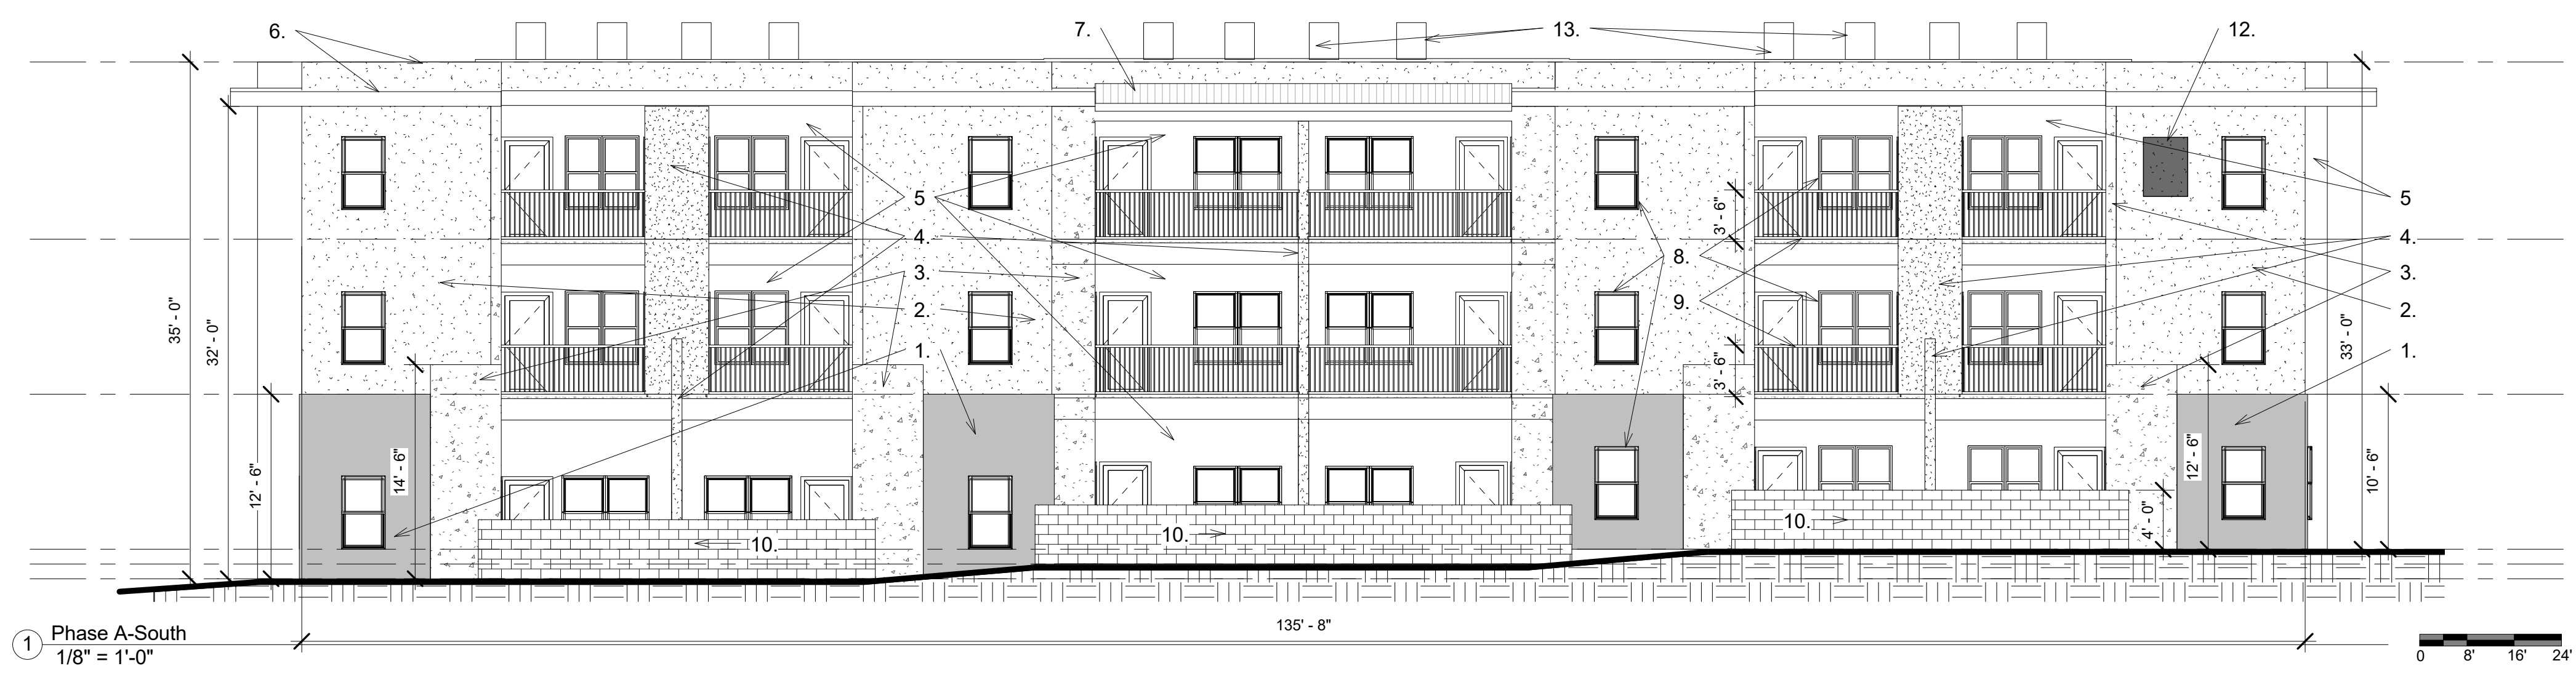 6.
7.
13.
12.
5
5
3' - 6"
4.
4.
8.
3.
3.
9.
2.
2.
35' - 0"
32' - 0"
33' - 0"
1.
1.
3' - 6"
12' - 6"
14' - 6"
12' - 6"
10' - 6"
4' - 0"
10.
10.
10.
135' - 8"
1 Phase A-South
1/8" = 1'-0"
0 8' 16' 24'